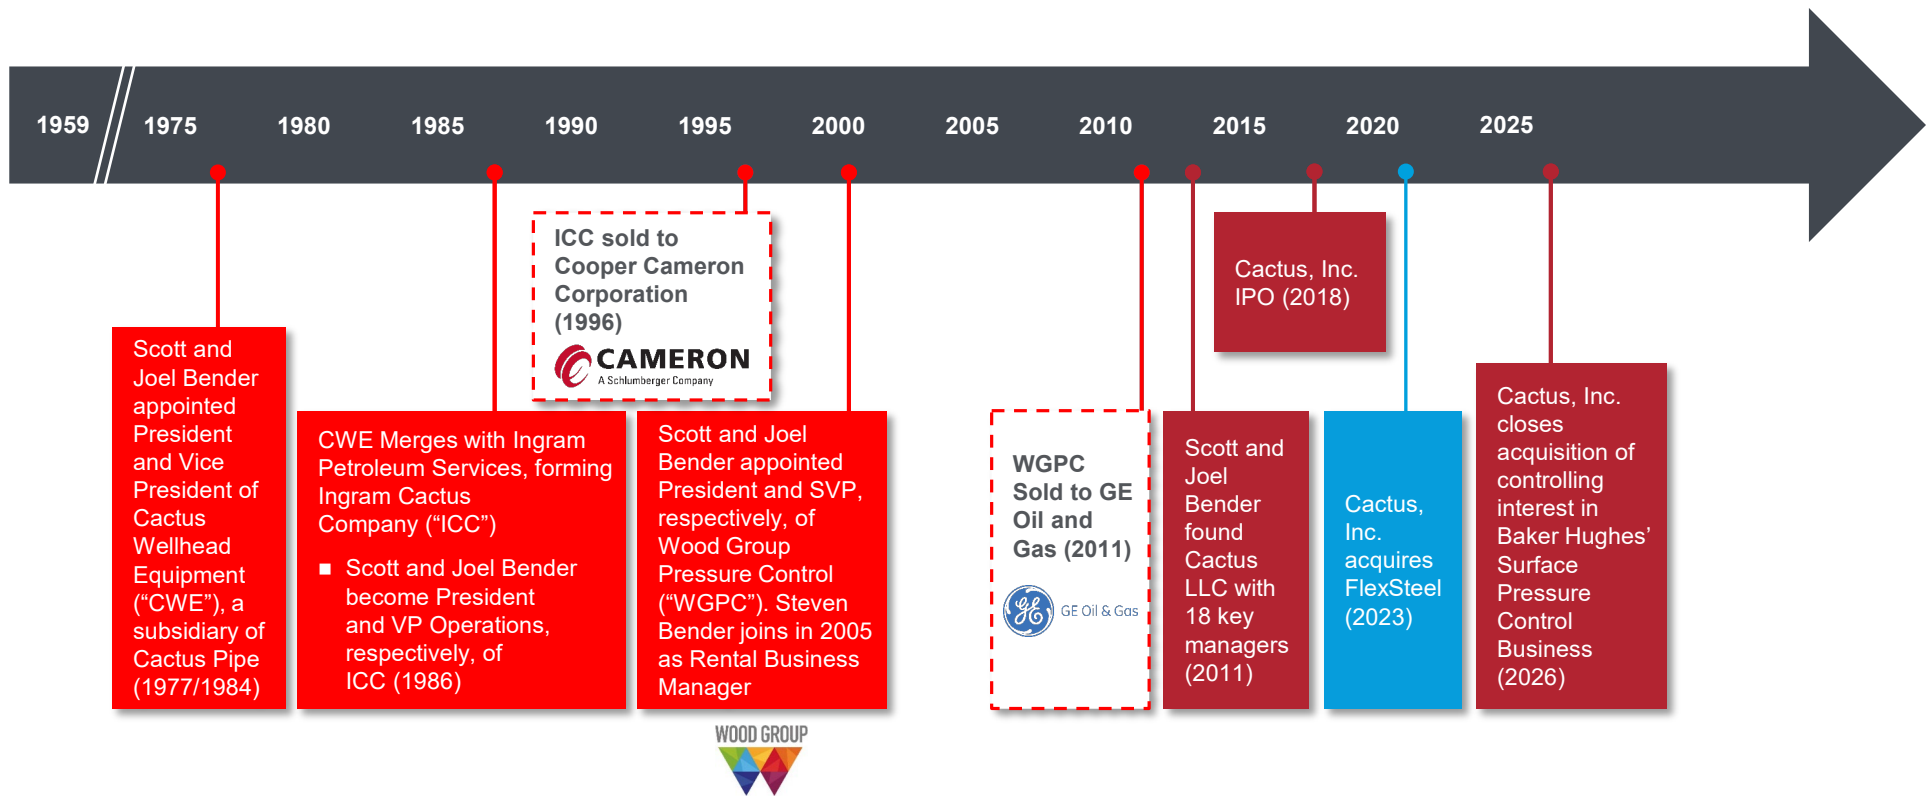 1959 1975 1980 1985 1990 1995 2000 2005 2010 2015 2020 2025
Scott and
Joel Bender
appointed
President
and Vice
President of
Cactus
Wellhead
Equipment
(“CWE”), a
subsidiary of
Cactus Pipe
(1977/1984)
CWE Merges with Ingram
Petroleum Services, forming
Ingram Cactus
Company (“ICC”)
■ Scott and Joel Bender
become President
and VP Operations,
respectively, of
ICC (1986)
ICC sold to
Cooper Cameron
Corporation
(1996)
CAMERON
A Schlumberger Company
Scott and Joel
Bender appointed
President and SVP,
respectively, of
Wood Group
Pressure Control
(“WGPC”). Steven
Bender joins in 2005
as Rental Business
Manager
WOOD GROUP
WGPC
Sold to GE
Oil and
Gas (2011)
GE GE Oil & Gas
Scott and
Joel
Bender
found
Cactus
LLC with
18 key
managers
(2011)
Cactus, Inc.
IPO (2018)
Cactus,
Inc.
acquires
FlexSteel
(2023)
Cactus, Inc.
closes
acquisition of
controlling
interest in
Baker Hughes’
Surface
Pressure
Control
Business
(2026)